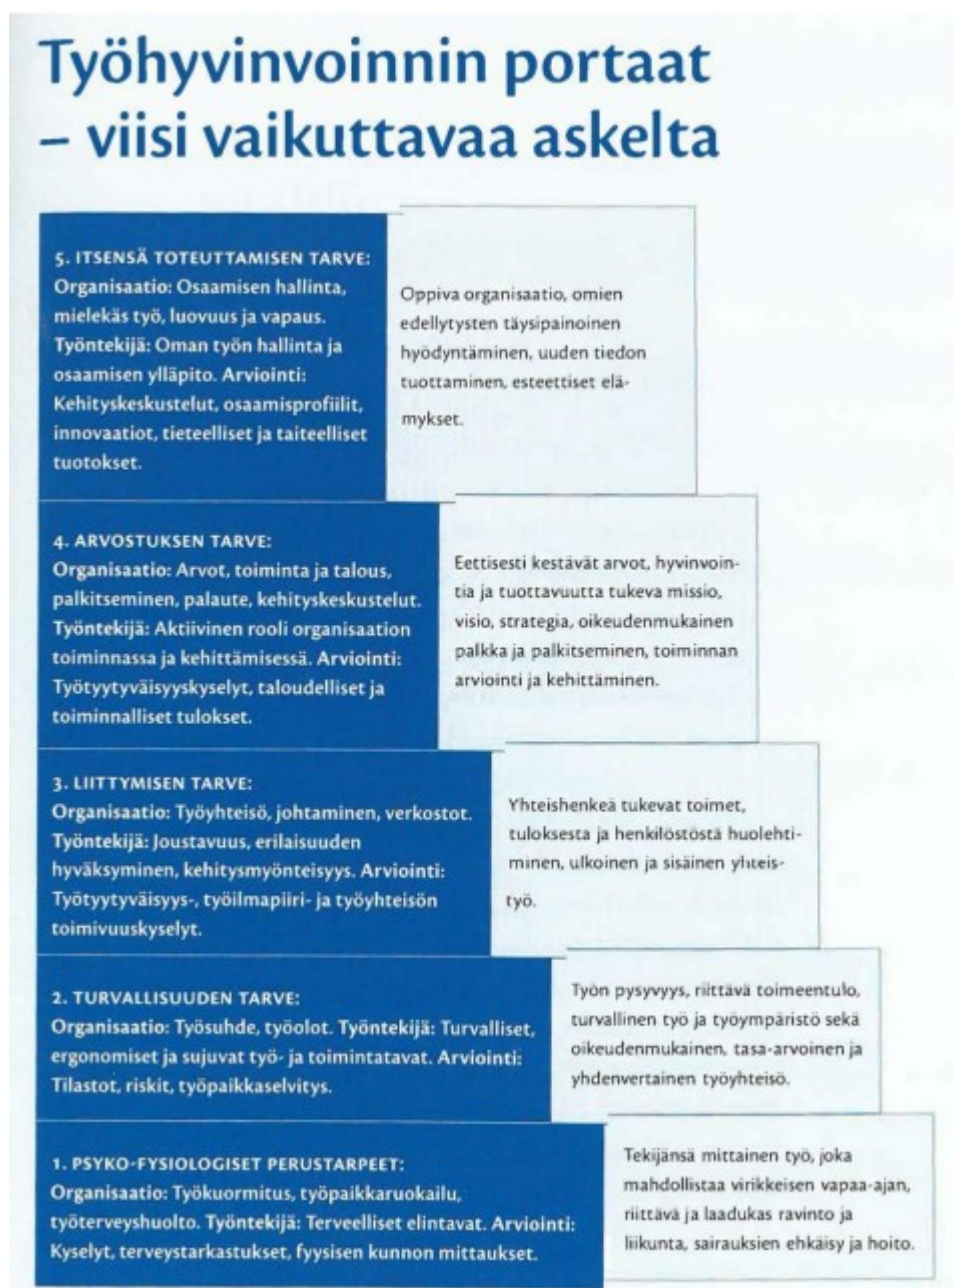 Työhyvinvoinnin portaat
– viisi vaikuttavaa askelta
5. ITSENSÄ TOTEUTTAMISEN TARVE:
Organisaatio: Osaamisen hallinta,
mielekäs työ, luovuus ja vapaus.
Työntekijä: Oman työn hallinta ja
osaamisen ylläpito. Arviointi:
Kehityskeskustelut, osaamisprofiilit,
innovaatiot, tieteelliset ja taiteelliset
tuotokset.
Oppiva organisaatio, omien
edellytysten täysipainoinen
hyödyntäminen, uuden tiedon
tuottaminen, esteettiset elä-
mykset.
4. ARVOSTUKSEN TARVE:
Organisaatio: Arvot, toiminta ja talous,
palkitseminen, palaute, kehityskeskustelut.
Työntekijä: Aktiivinen rooli organisaation
toiminnassa ja kehittämisessä. Arviointi:
Työtyytyväisyyskyselyt, taloudelliset ja
toiminnalliset tulokset.
Eettisesti kestävät arvot, hyvinvoin-
tia ja tuottavuutta tukeva missio,
visio, strategia, oikeudenmukainen
palkka ja palkitseminen, toiminnan
arviointi ja kehittäminen.
3. LIITTYMISEN TARVE:
Organisaatio: Työyhteisö, johtaminen, verkostot.
Työntekijä: Joustavuus, erilaisuuden
hyväksyminen, kehitysmyönteisyys. Arviointi:
Työtyytyväisyys-, työilmapiiri- ja työyhteisön
toimivuuskyselyt.
Yhteishenkeä tukevat toimet,
tuloksesta ja henkilöstöstä huolehti-
minen, ulkoinen ja sisäinen yhteis-
työ.
2. TURVALLISUUDEN TARVE:
Organisaatio: Työsuhde, työolot. Työntekijä: Turvalliset,
ergonomiset ja sujuvat työ- ja toimintatavat. Arviointi:
Tilastot, riskit, työpaikkaselvitys.
Työn pysyvyys, riittävä toimeentulo,
turvallinen työ ja työympäristö sekä
oikeudenmukainen, tasa-arvoinen ja
yhdenvertainen työyhteisö.
1. PSYKO-FYSIOLOGISET PERUSTARPEET:
Organisaatio: Työkuormitus, työpaikkaruokailu,
työterveyshuolto. Työntekijä: Terveelliset elintavat. Arviointi:
Kyselyt, terveystarkastukset, fyysisen kunnon mittaukset.
Tekijänsä mittainen työ, joka
mahdollistaa virikkeisen vapaa-ajan,
riittävä ja laadukas ravinto ja
liikunta, sairauksien ehkäisy ja hoito.